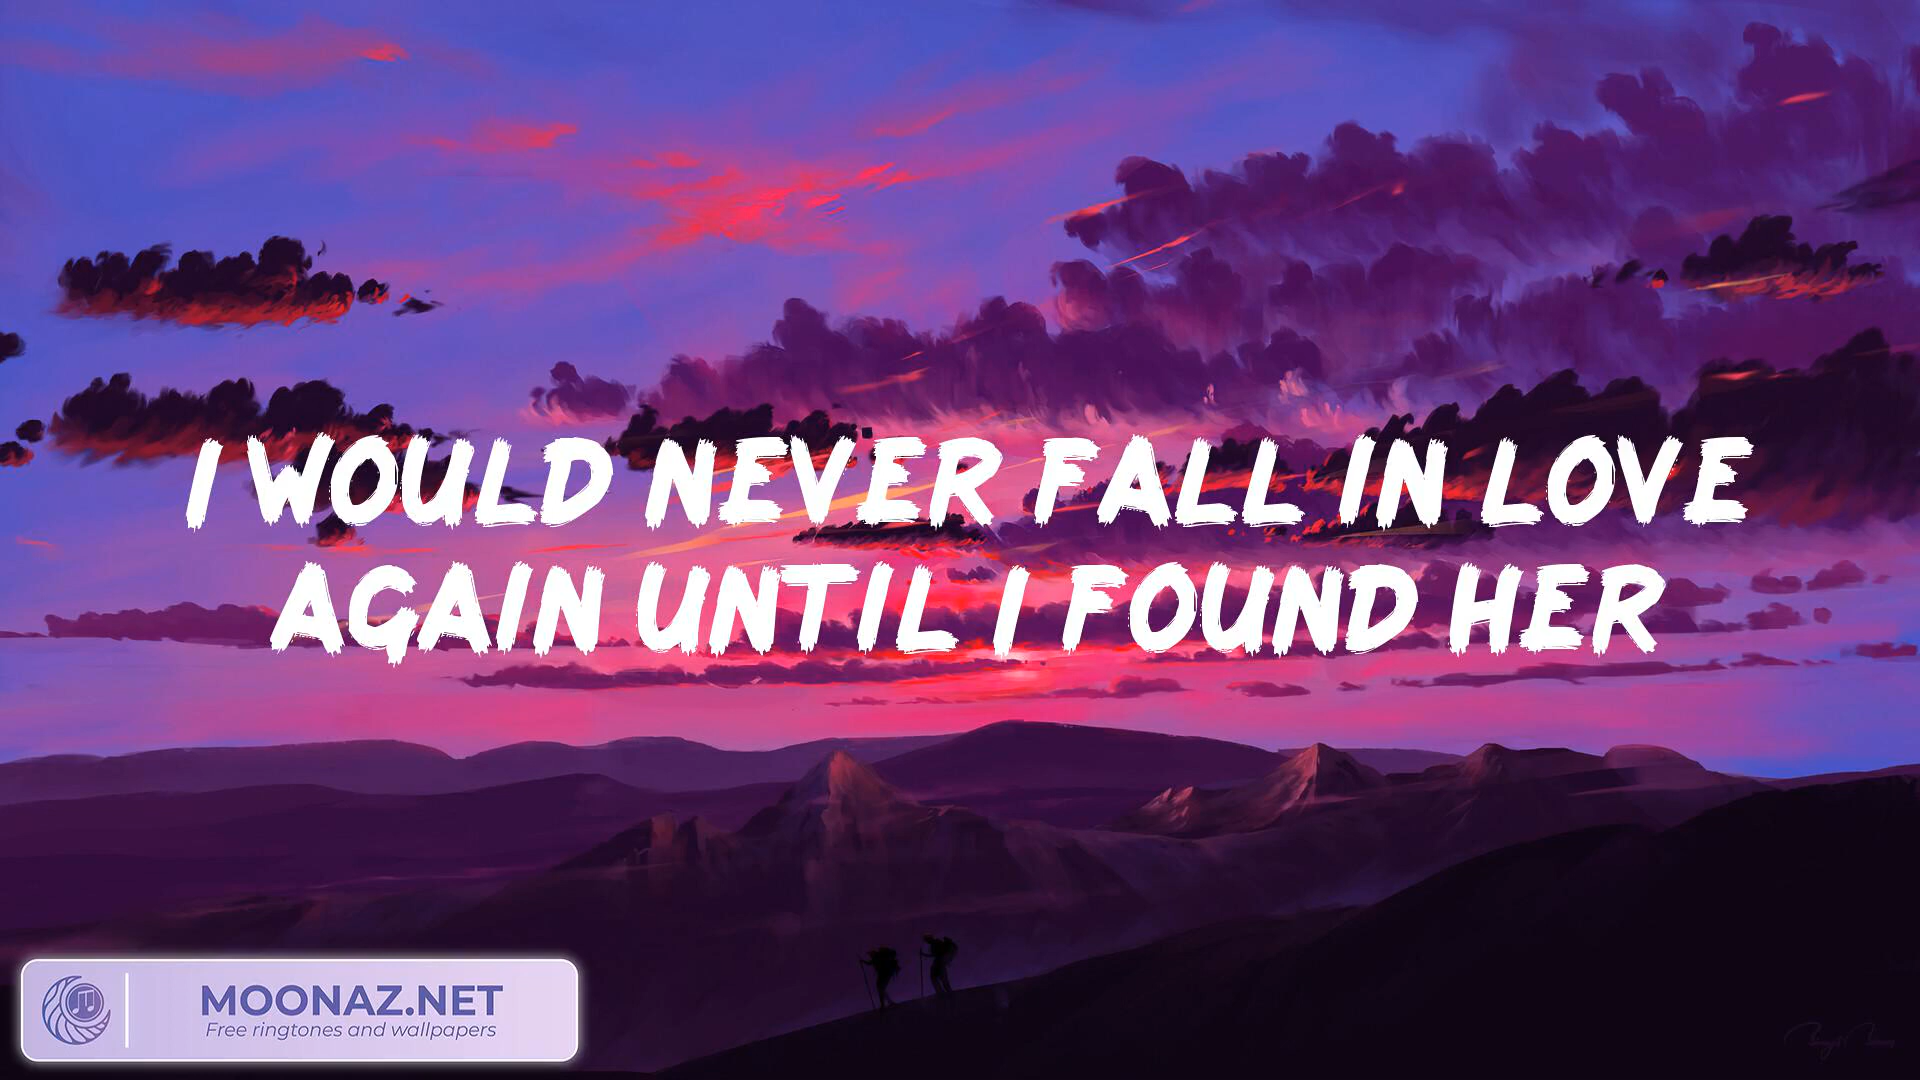 I WOULD NEVER FALL IN LOVE
AGAIN UNTIL I FOUND HER
MOONAZ.NET
Free ringtones and wallpapers